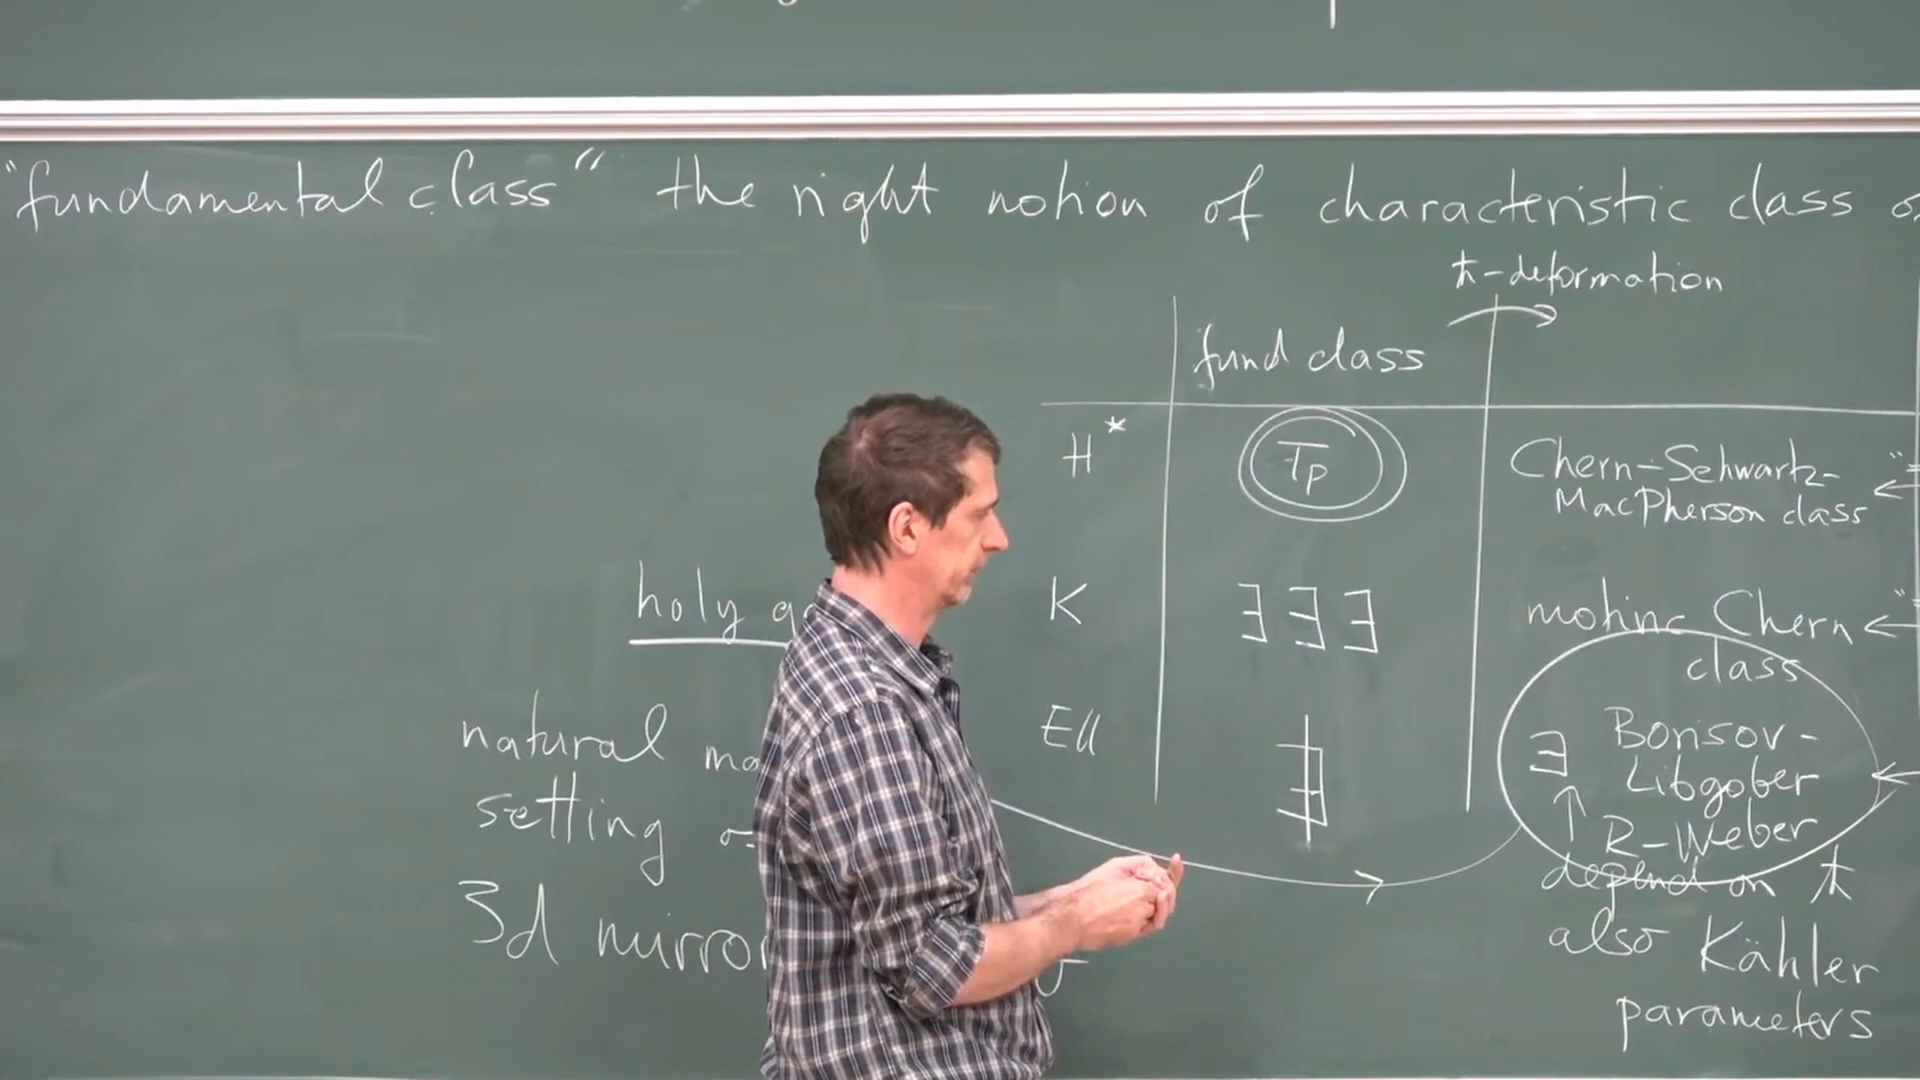 "fundamental class" the right notion of characteristic class
ħ-deformation
fund class
H*
Tp
Chern-Schwartz-
MacPherson class
holy
K
∃ ∃ ∃
motinc Chern
class
natural
Ell
∄
∃ Borisov-
Libgober
setting
R-Weber
depend on ħ
3d mirror
also Kähler
parameters